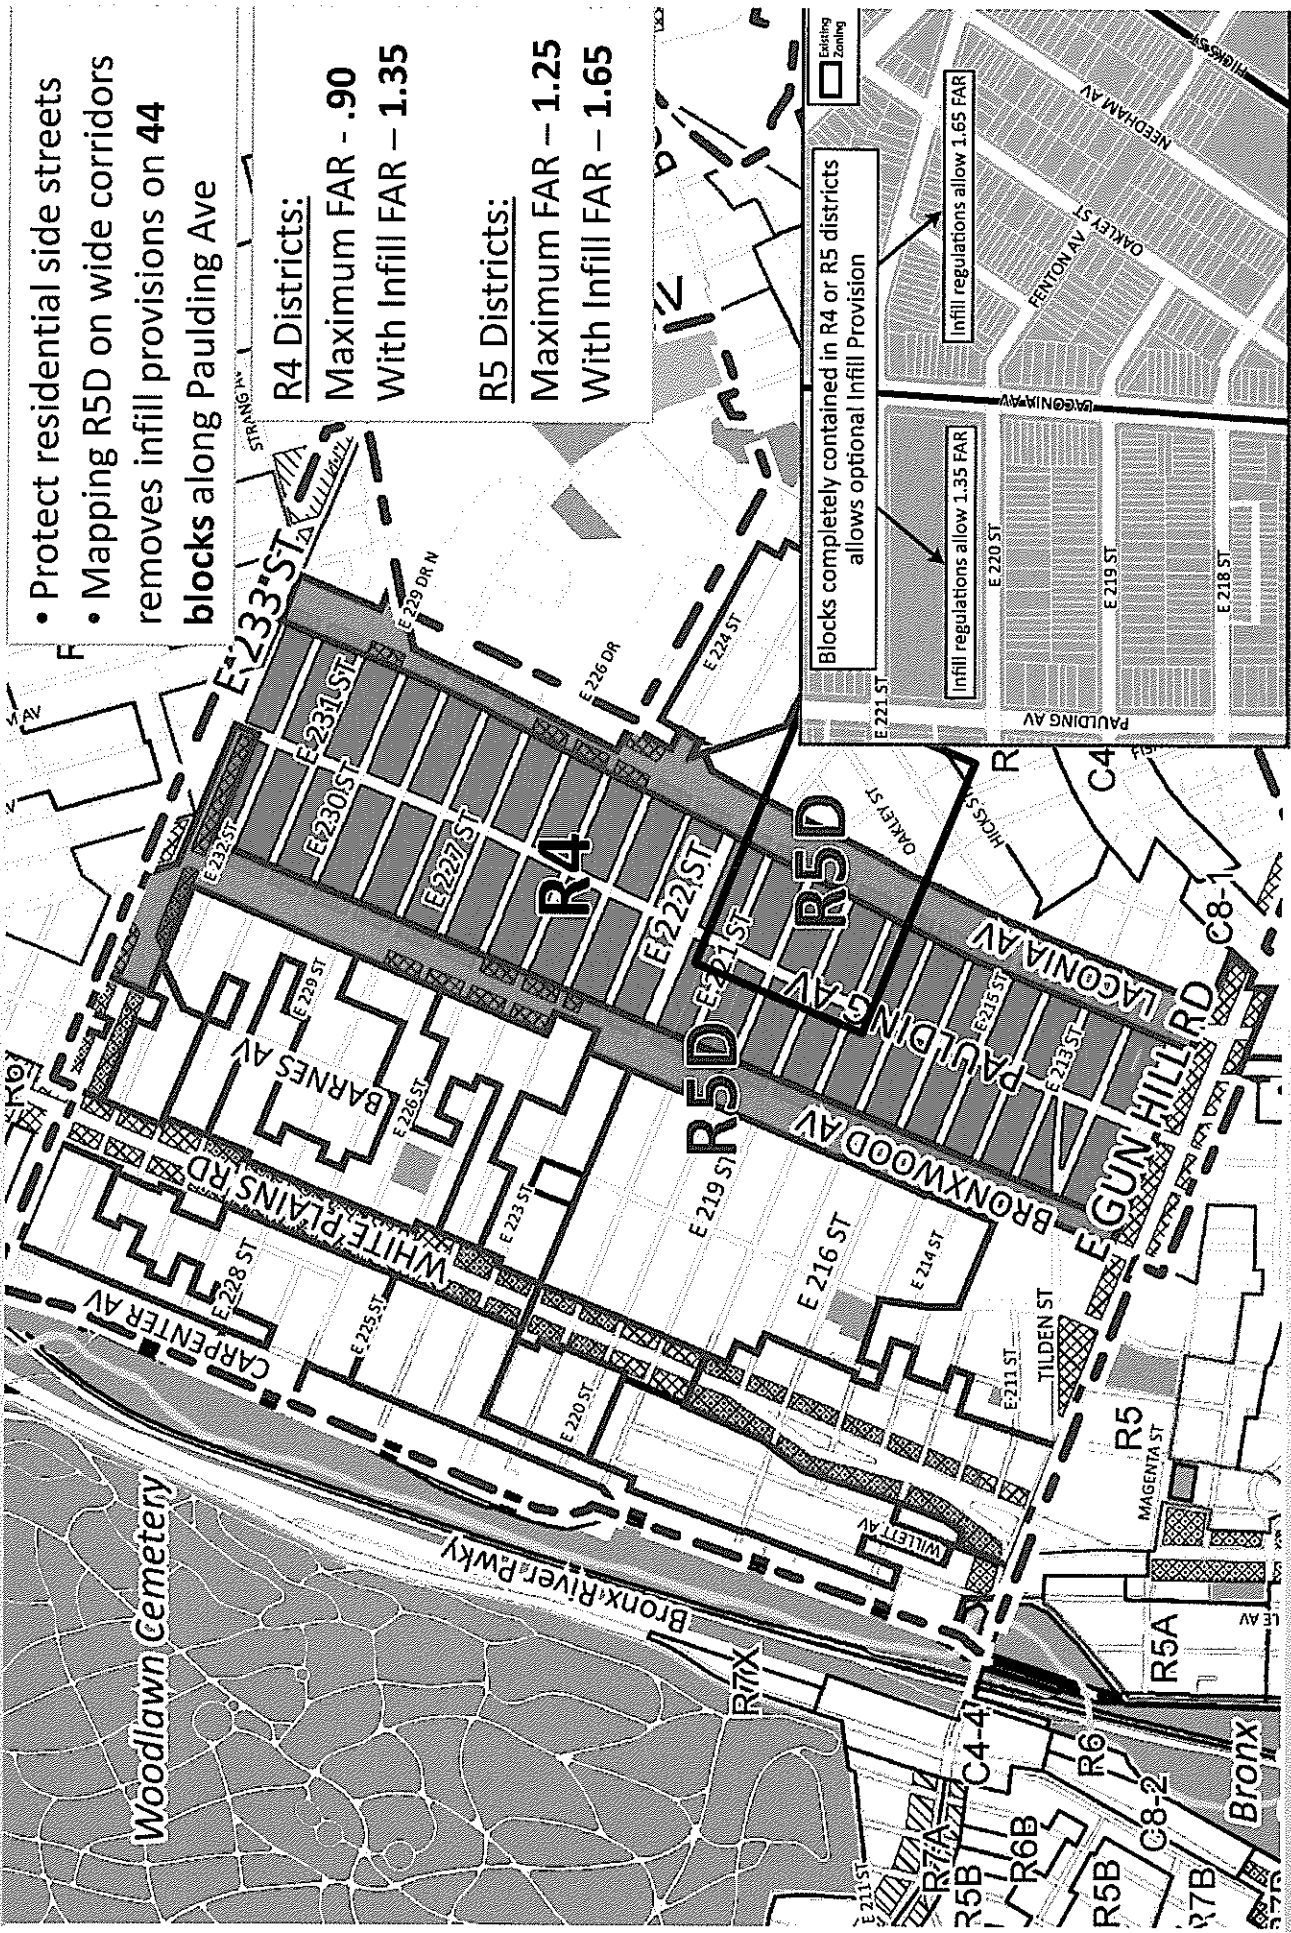 • Protect residential side streets
• Mapping R5D on wide corridors
removes infill provisions on 44
blocks along Paulding Ave
R4 Districts:
Maximum FAR - .90
With Infill FAR – 1.35
R5 Districts:
Maximum FAR – 1.25
With Infill FAR – 1.65
Existing
Zoning
Blocks completely contained in R4 or R5 districts
allows optional Infill Provision
Infill regulations allow 1.35 FAR
Infill regulations allow 1.65 FAR
E 221 ST
E 220 ST
E 219 ST
E 218 ST
PAULDING AV
LACONIA AV
FENTON AV
OAKLEY ST
NEEDHAM AV
HICKS ST
Woodlawn Cemetery
Bronx River Pwky
CARPENTER AV
WHITE PLAINS RD
BARNES AV
E 233 ST
STRANG AV
E 232 ST
E 231 ST
E 230 ST
E 229 ST
E 229 DR N
E 228 ST
E 227 ST
E 226 ST
E 226 DR
E 225 ST
E 224 ST
E 223 ST
E 222 ST
E 221 ST
E 220 ST
E 219 ST
E 216 ST
E 215 ST
E 214 ST
E 213 ST
E 211 ST
E 211 ST
R4
R5D
R5D
BRONXWOOD AV
PAULDING AV
LACONIA AV
OAKLEY ST
HICKS ST
E GUN HILL RD
TILDEN ST
WILLETT AV
MAGENTA ST
R5
R5A
R7X
C4-4
R6
C8-2
R7A
R5B
R6B
R5B
R7B
C8-1
C4
R
Bronx